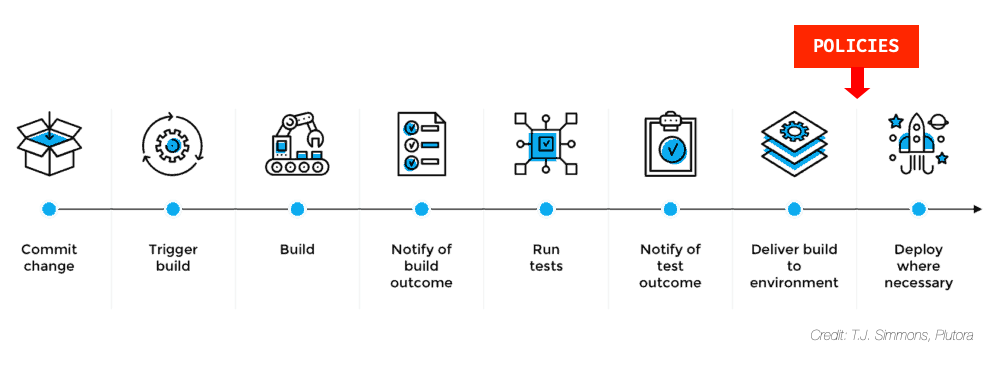 POLICIES
Commit
change
Trigger
build
Build
Notify of
build
outcome
Run
tests
Notify of
test
outcome
Deliver build
to
environment
Deploy
where
necessary
Credit: T.J. Simmons, Plutora